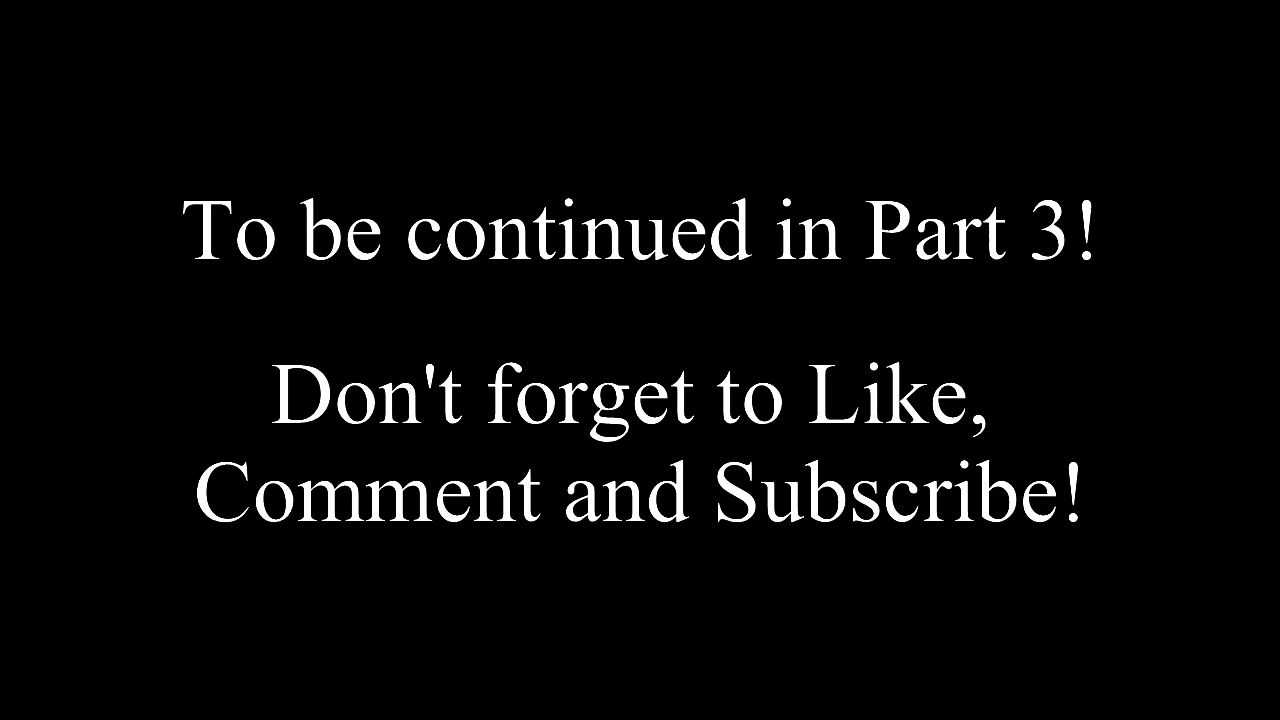 To be continued in Part 3!
Don't forget to Like,
Comment and Subscribe!